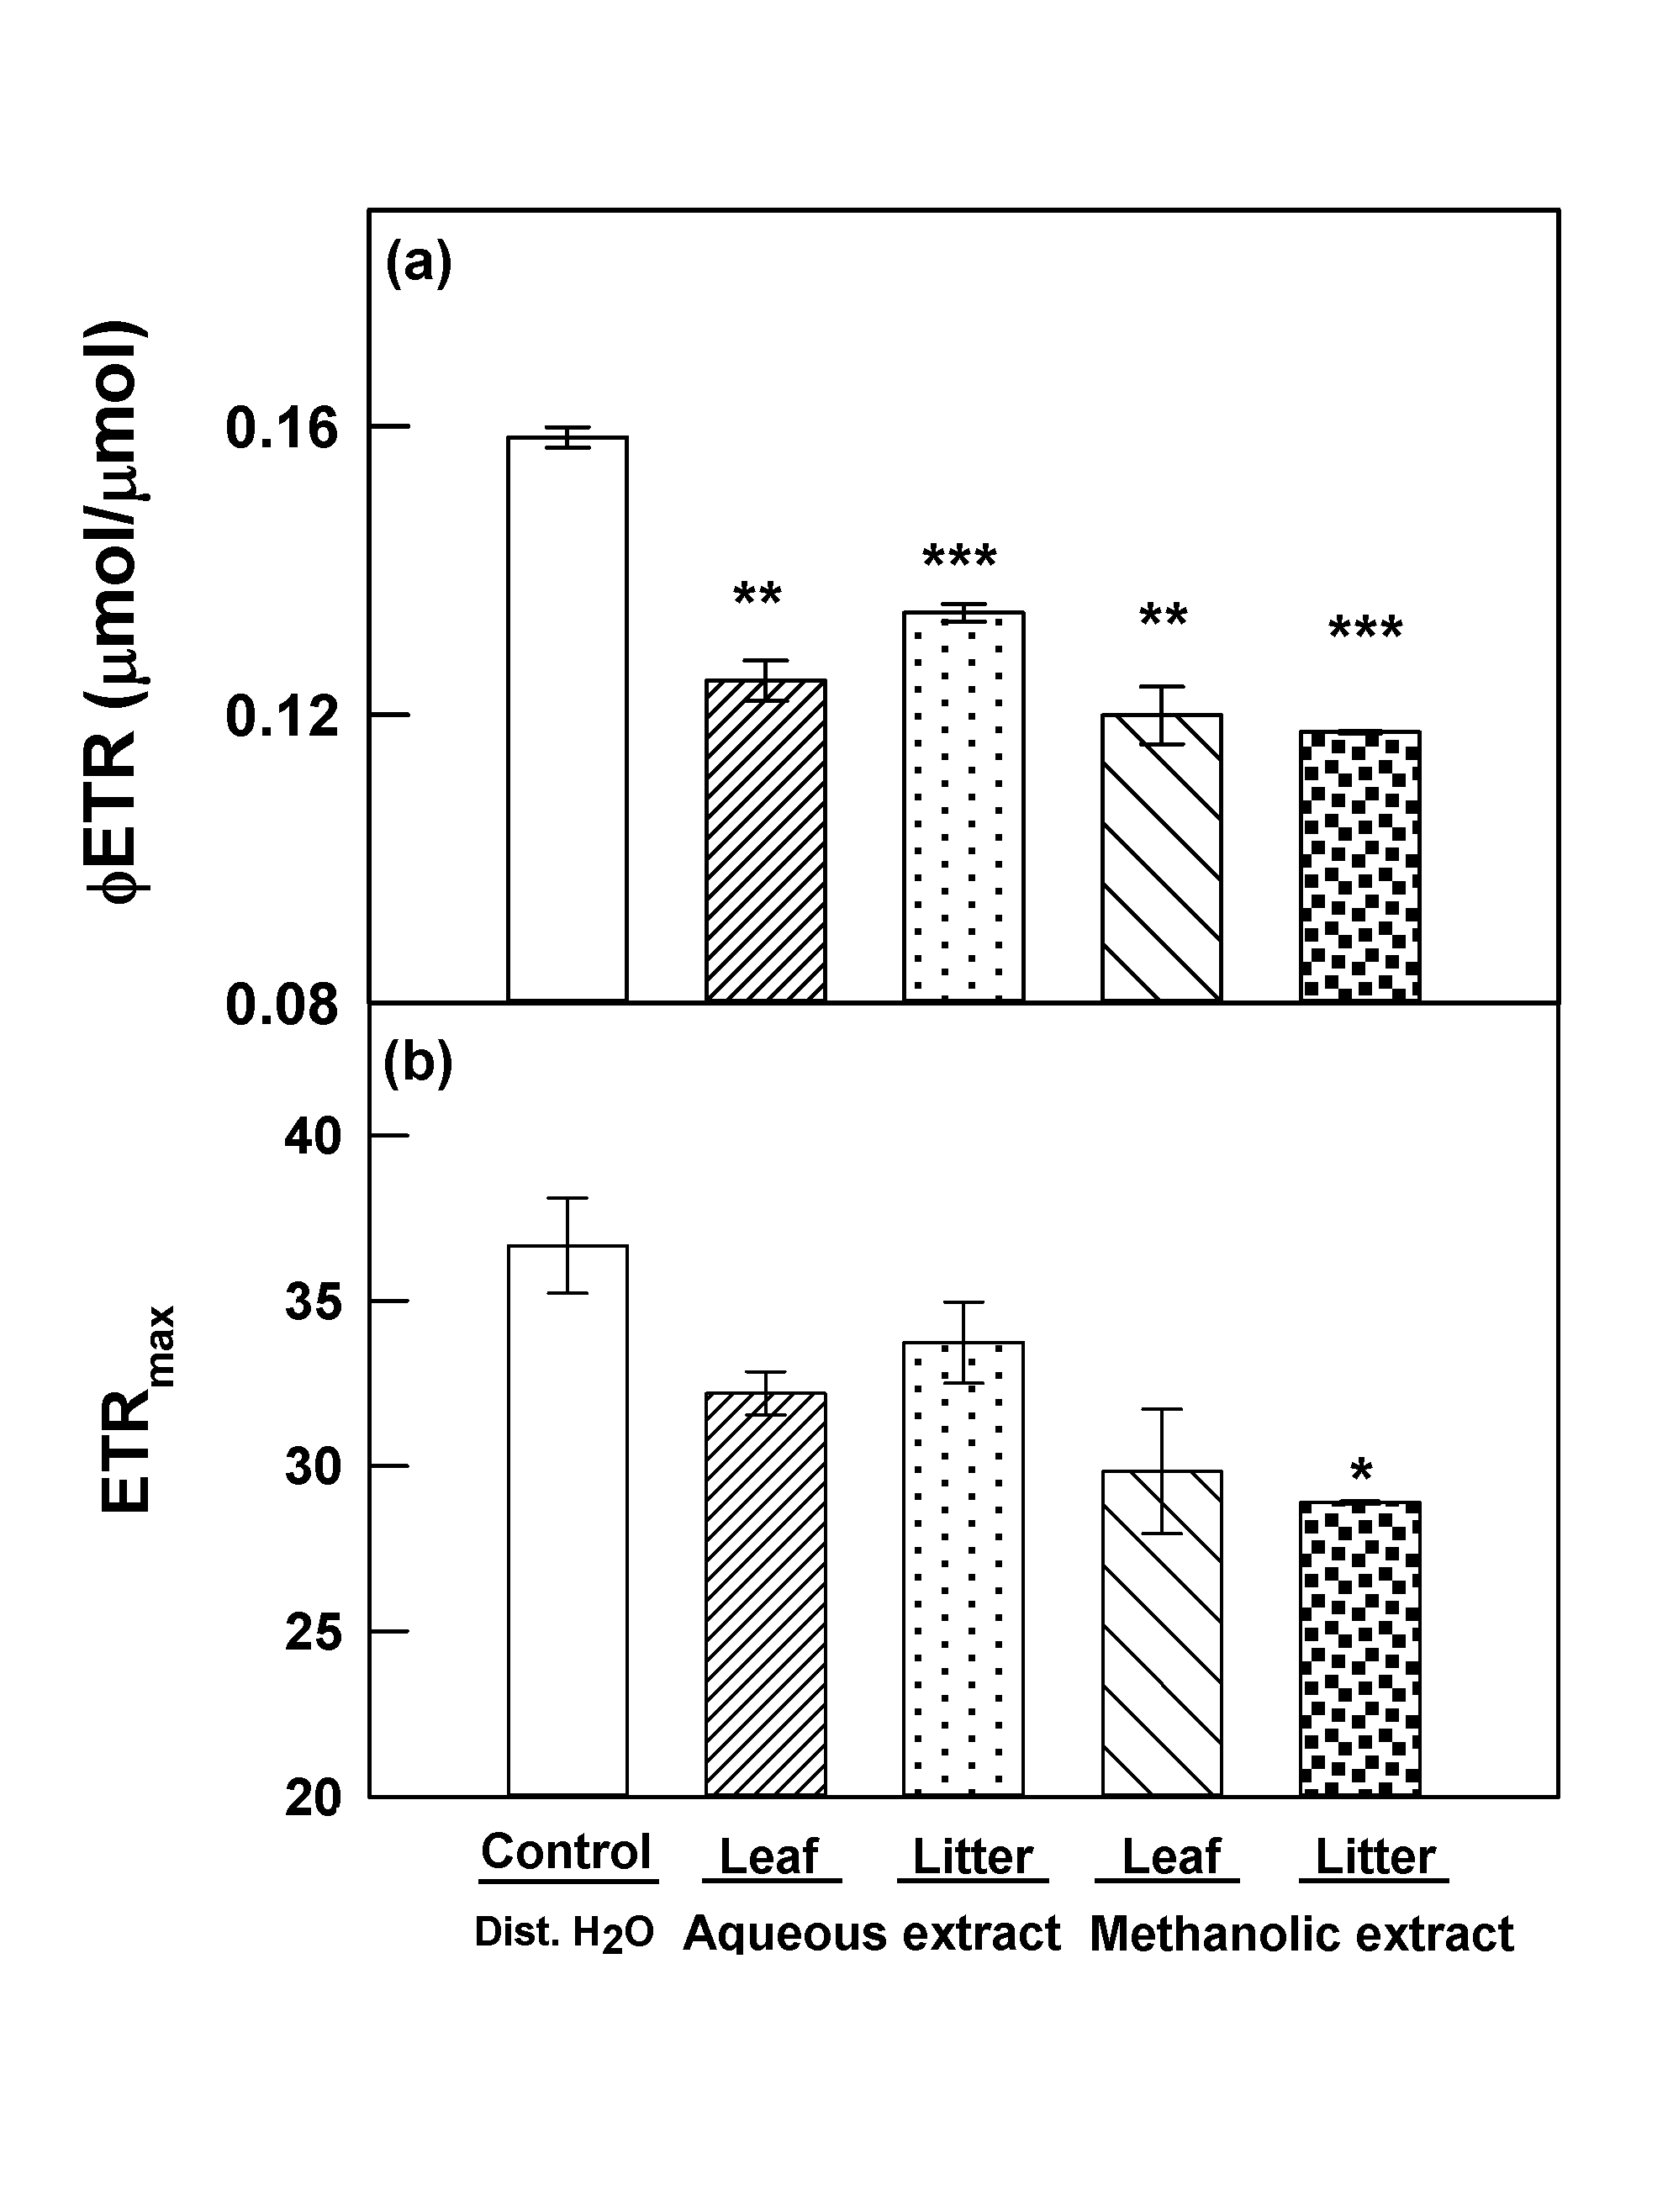 (a)
ϕETR (μmol/μmol)
0.16
***
**
**
***
0.12
0.08
(b)
40
35
ETRmax
30
*
25
20
Control Leaf Litter Leaf Litter
Dist. H2O Aqueous extract Methanolic extract